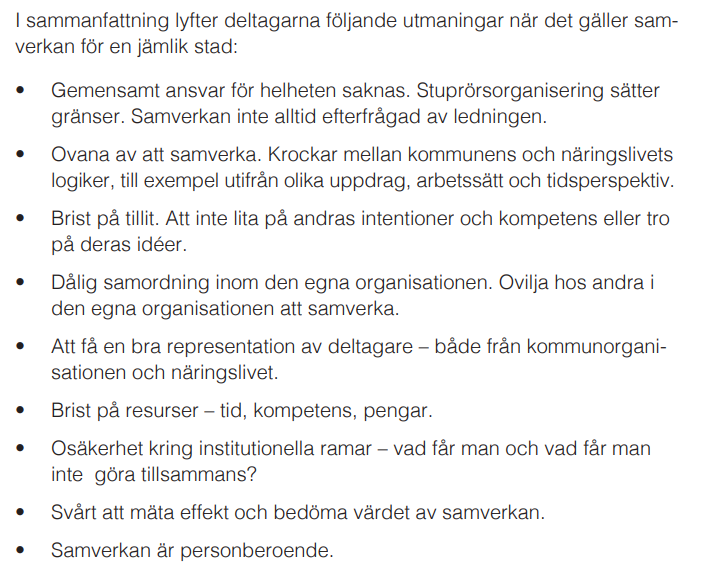 I sammanfattning lyfter deltagarna följande utmaningar när det gäller sam-
verkan för en jämlik stad:
• Gemensamt ansvar för helheten saknas. Stuprörsorganisering sätter
gränser. Samverkan inte alltid efterfrågad av ledningen.
• Ovana av att samverka. Krockar mellan kommunens och näringslivets
logiker, till exempel utifrån olika uppdrag, arbetssätt och tidsperspektiv.
• Brist på tillit. Att inte lita på andras intentioner och kompetens eller tro
på deras idéer.
• Dålig samordning inom den egna organisationen. Ovilja hos andra i
den egna organisationen att samverka.
• Att få en bra representation av deltagare – både från kommunorgani-
sationen och näringslivet.
• Brist på resurser – tid, kompetens, pengar.
• Osäkerhet kring institutionella ramar – vad får man och vad får man
inte  göra tillsammans?
• Svårt att mäta effekt och bedöma värdet av samverkan.
• Samverkan är personberoende.